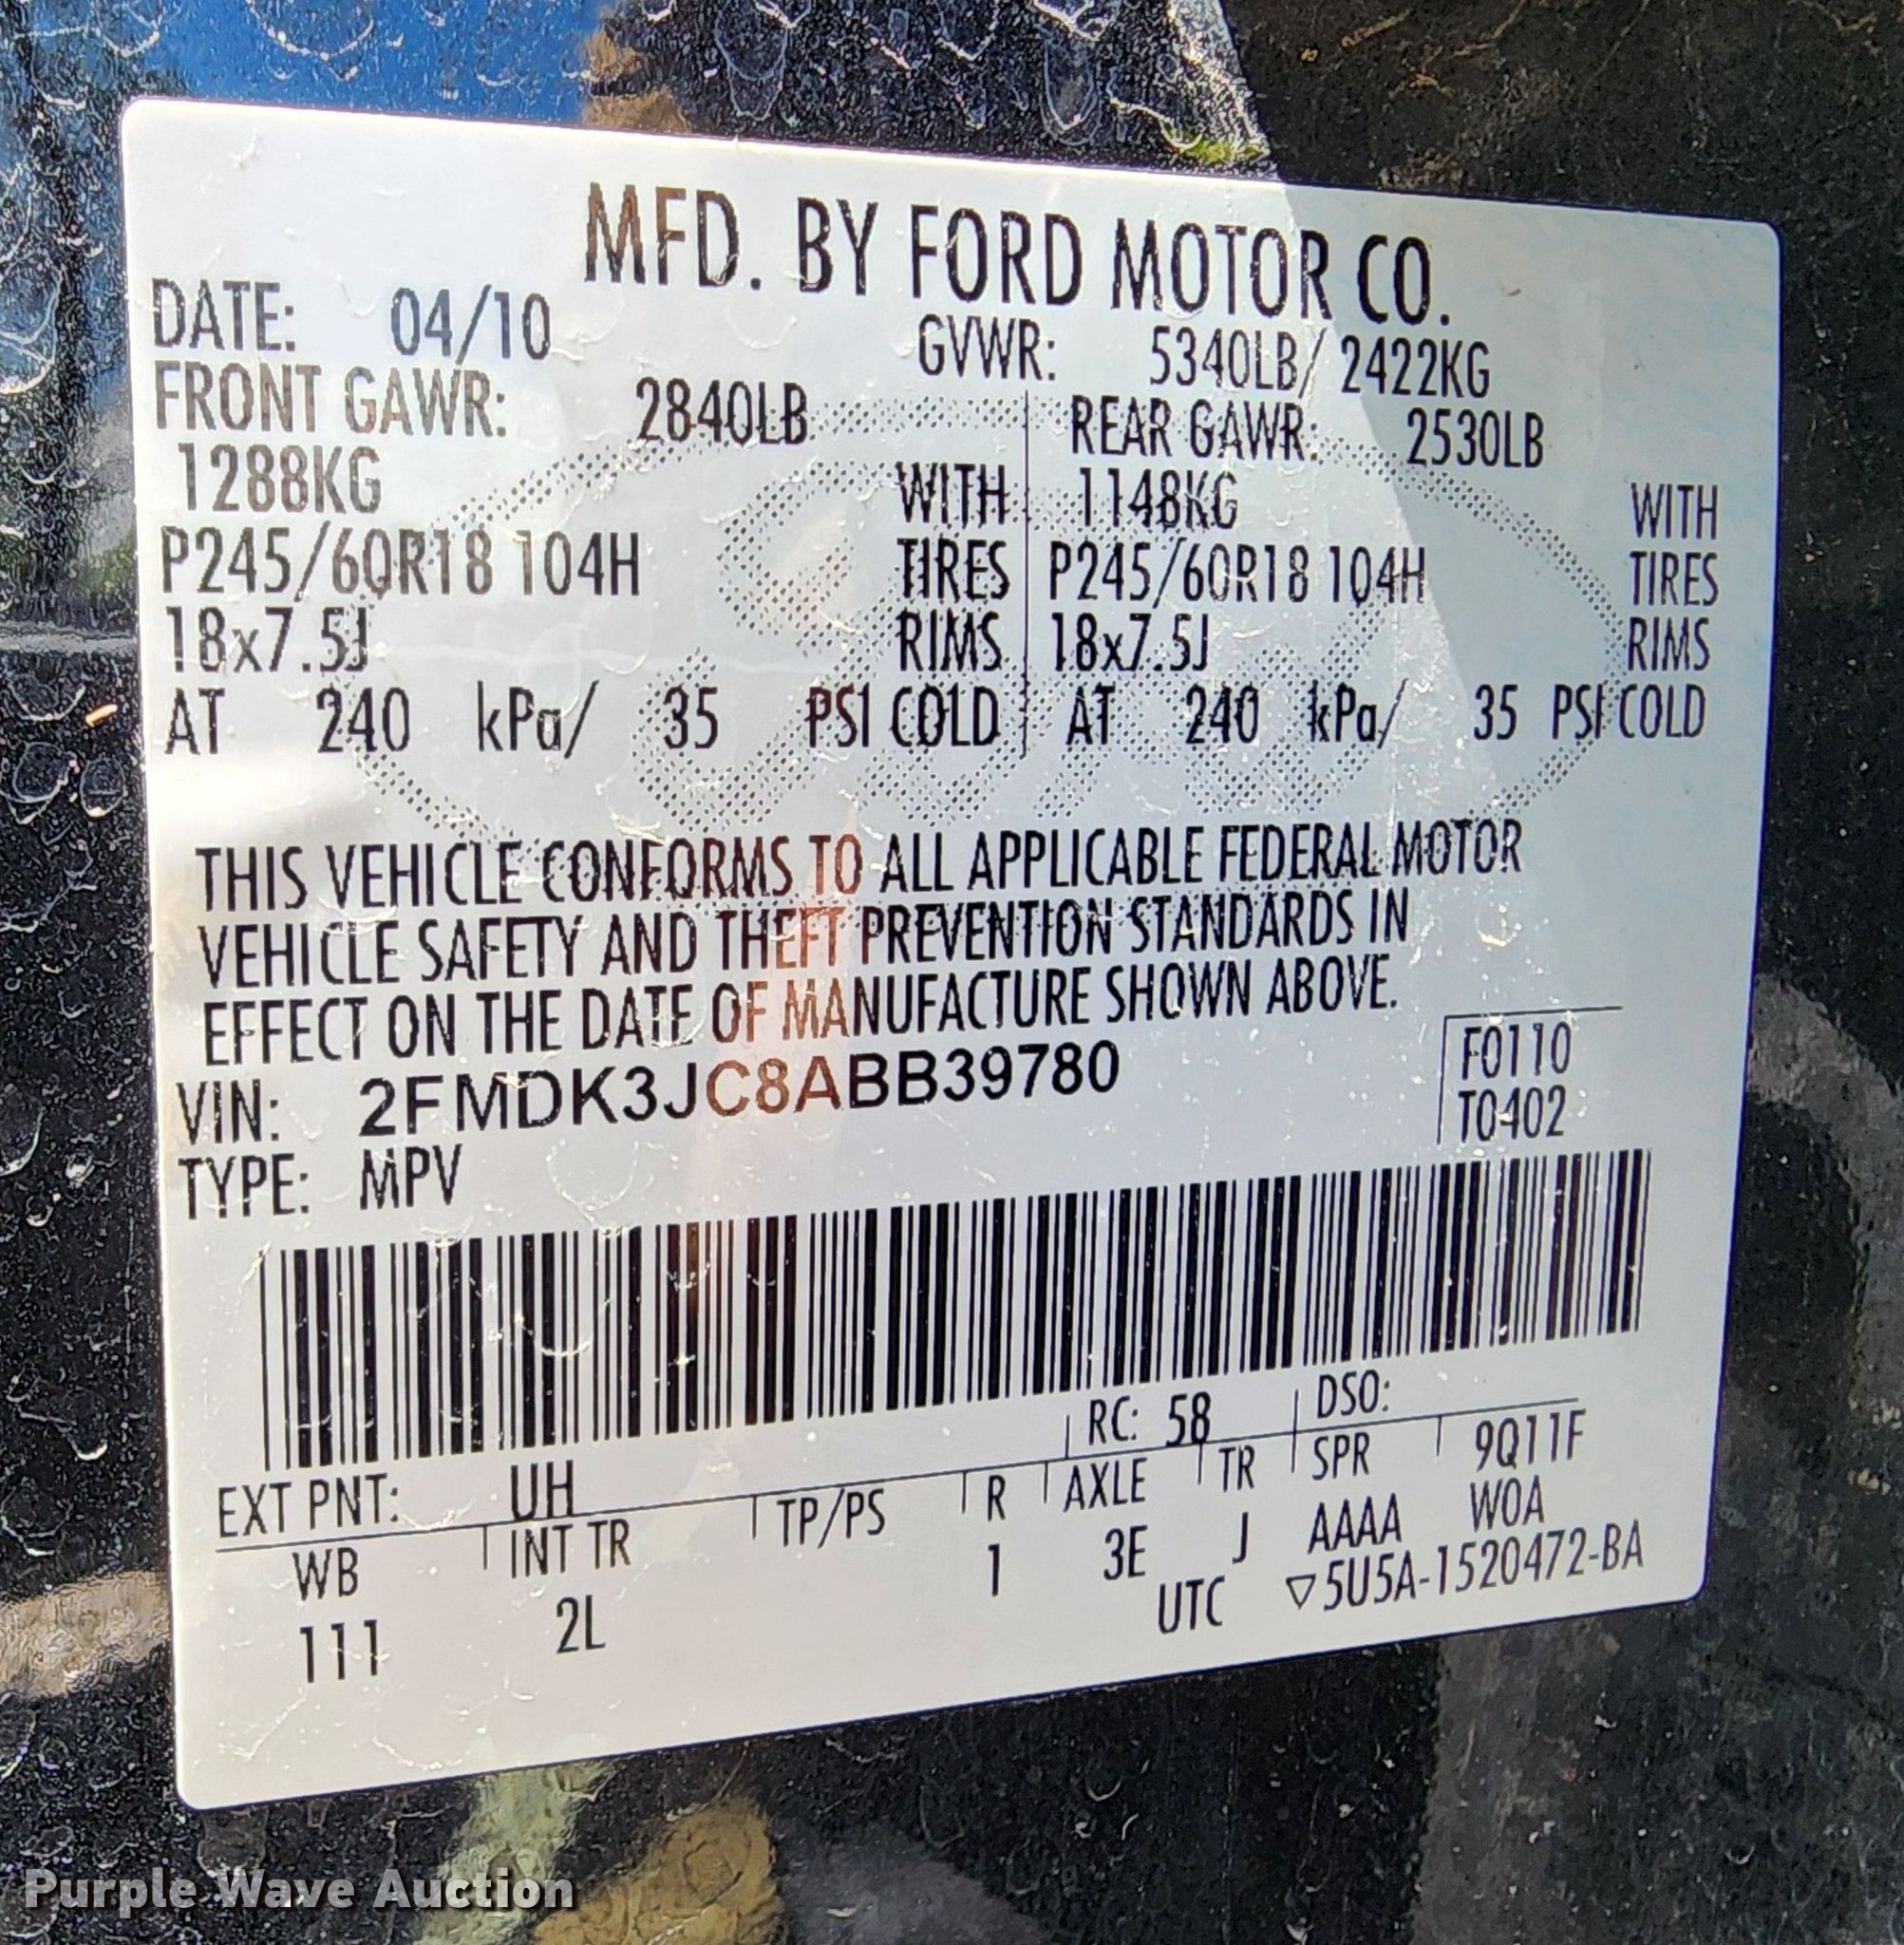 MFD. BY FORD MOTOR CO.
DATE: 04/10 GVWR: 5340LB/ 2422KG
FRONT GAWR: 2840LB REAR GAWR: 2530LB
1288KG WITH 1148KG WITH
P245/60R18 104H TIRES P245/60R18 104H TIRES
18x7.5J RIMS 18x7.5J RIMS
AT 240 kPa/ 35 PSI COLD AT 240 kPa/ 35 PSI COLD
THIS VEHICLE CONFORMS TO ALL APPLICABLE FEDERAL MOTOR
VEHICLE SAFETY AND THEFT PREVENTION STANDARDS IN
EFFECT ON THE DATE OF MANUFACTURE SHOWN ABOVE.
VIN: 2FMDK3JC8ABB39780 F0110
TYPE: MPV T0402
RC: 58 DSO:
EXT PNT: UH
WB INT TR TP/PS R AXLE TR SPR 9Q11F
111 2L 1 3E J AAAA WOA
UTC ▽5U5A-1520472-BA
Purple Wave Auction